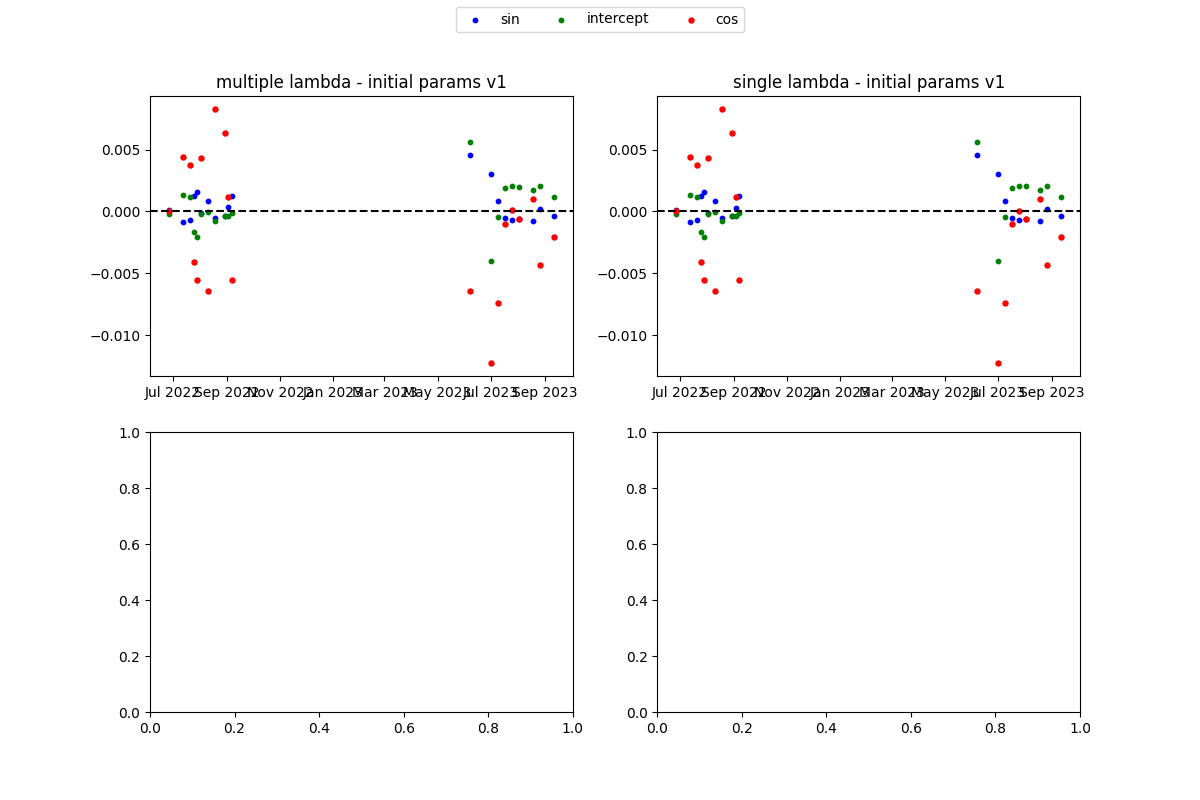 sin intercept cos
multiple lambda - initial params v1 single lambda - initial params v1
0.005 0.005
0.000 0.000
−0.005 −0.005
−0.010 −0.010
Jul 2022 Sep 2022 Nov 2022 Jan 2023 Mar 2023 May 2023 Jul 2023 Sep 2023 Jul 2022 Sep 2022 Nov 2022 Jan 2023 Mar 2023 May 2023 Jul 2023 Sep 2023
1.0 1.0
0.8 0.8
0.6 0.6
0.4 0.4
0.2 0.2
0.0 0.0
0.0 0.2 0.4 0.6 0.8 1.0 0.0 0.2 0.4 0.6 0.8 1.0